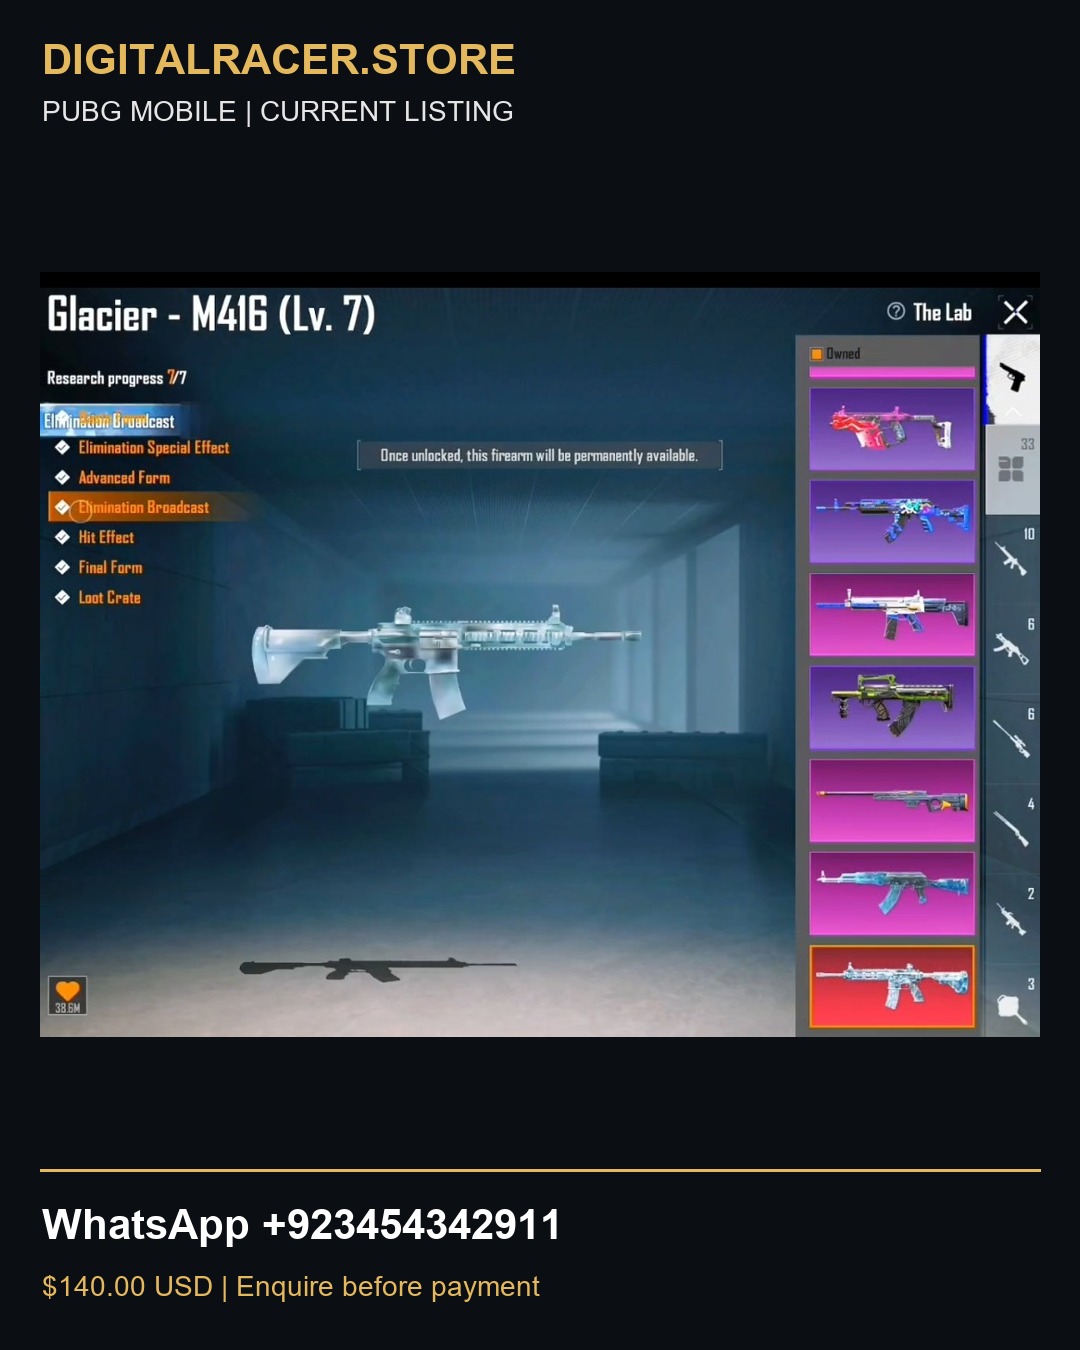 DIGITALRACER.STORE
PUBG MOBILE | CURRENT LISTING
Glacier - M416 (Lv. 7)
? The Lab
Research progress 7/7
Owned
Elimination Broadcast
Elimination Special Effect
Advanced Form
Elimination Broadcast
Hit Effect
Final Form
Loot Crate
Once unlocked, this firearm will be permanently available.
33
10
6
6
4
2
3
38.6M
WhatsApp +923454342911
$140.00 USD | Enquire before payment